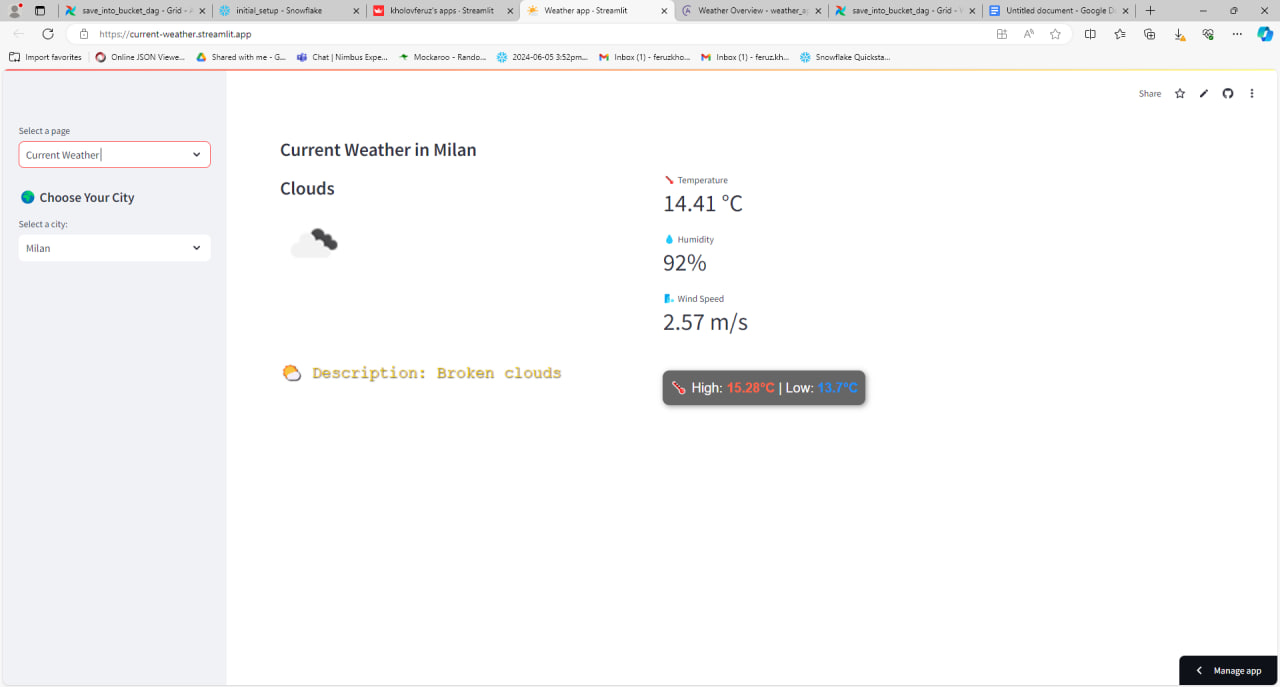 save_into_bucket_dag - Grid - A
initial_setup - Snowflake
kholovferuz's apps · Streamlit
Weather app · Streamlit
Weather Overview - weather_a
save_into_bucket_dag - Grid - V
Untitled document - Google Do
https://current-weather.streamlit.app
Import favorites
Online JSON Viewe...
Shared with me - G...
Chat | Nimbus Expe...
Mockaroo - Rando...
2024-06-05 3:52pm...
Inbox (1) - feruzkho...
Inbox (1) - feruz.kh...
Snowflake Quicksta...
Share
Select a page
Current Weather
Choose Your City
Select a city:
Milan
Current Weather in Milan
Clouds
Temperature
14.41 °C
Humidity
92%
Wind Speed
2.57 m/s
Description: Broken clouds
High: 15.28°C | Low: 13.7°C
Manage app